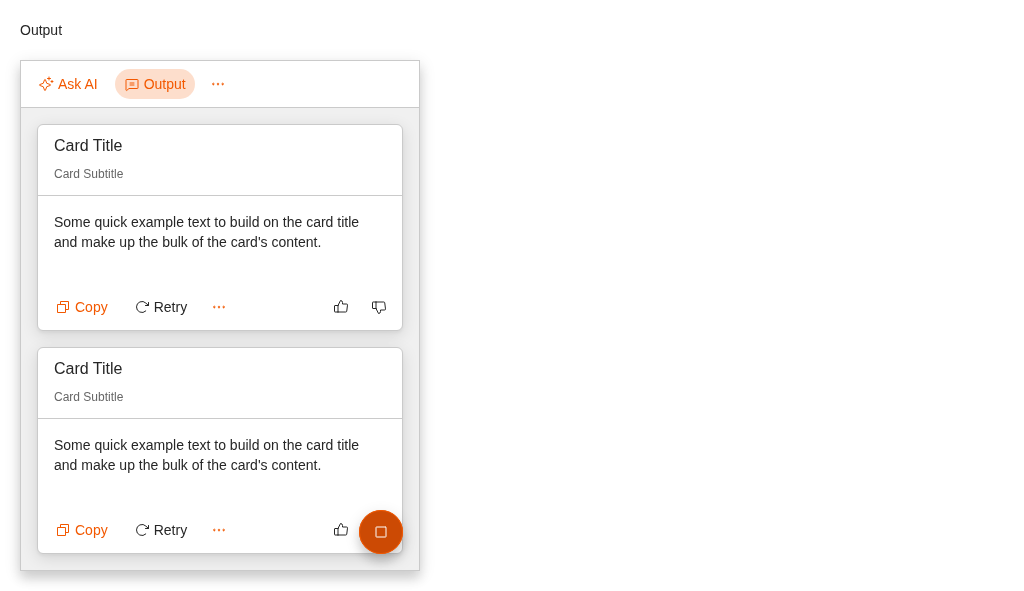 Output
Ask AI Output
Card Title
Card Subtitle
Some quick example text to build on the card title
and make up the bulk of the card's content.
Copy Retry
Card Title
Card Subtitle
Some quick example text to build on the card title
and make up the bulk of the card's content.
Copy Retry